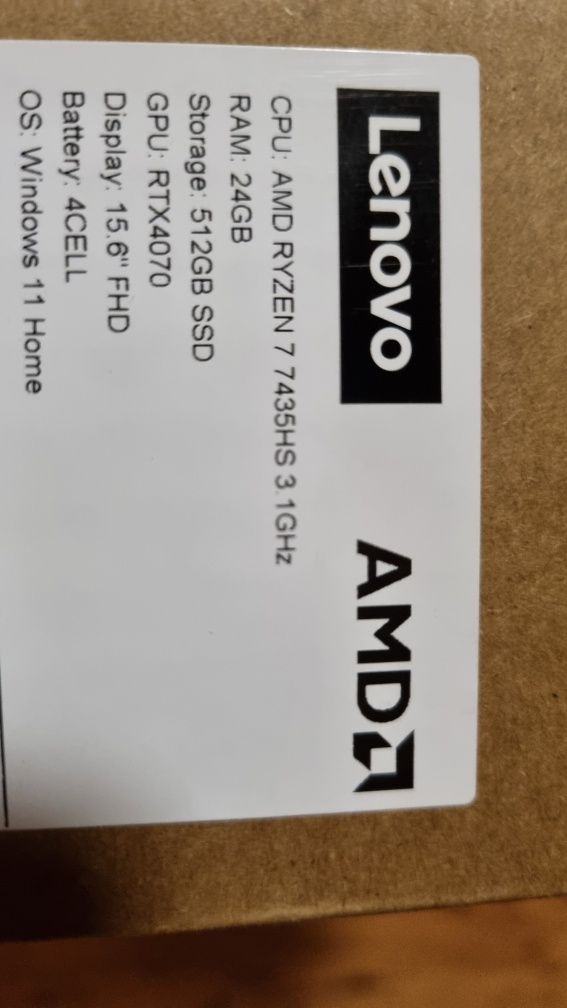 Lenovo
AMD
CPU: AMD RYZEN 7 7435HS 3.1GHz
RAM: 24GB
Storage: 512GB SSD
GPU: RTX4070
Display: 15.6" FHD
Battery: 4CELL
OS: Windows 11 Home